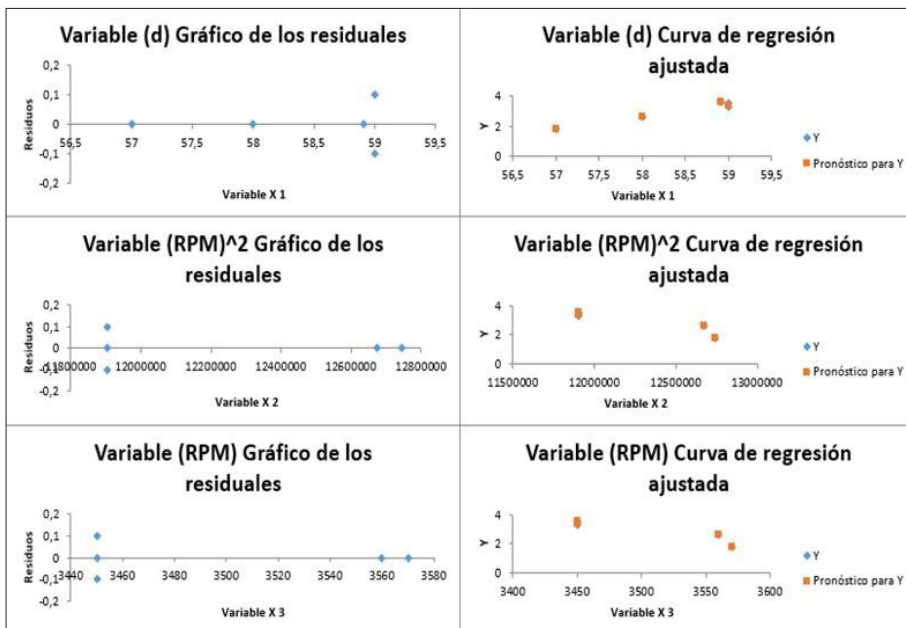 Variable (d) Gráfico de los residuales
0,2
0,1
0
-0,1
-0,2
Residuos
56,5
57
57,5
58
58,5
59
59,5
Variable X 1
Variable (d) Curva de regresión
ajustada
4
2
0
Y
56,5
57
57,5
58
58,5
59
59,5
Variable X 1
Y
Pronóstico para Y
Variable (RPM)^2 Gráfico de los
residuales
0,2
0,1
0
-0,1
-0,2
Residuos
11800000
12000000
12200000
12400000
12600000
12800000
Variable X 2
Variable (RPM)^2 Curva de regresión
ajustada
4
2
0
Y
11500000
12000000
12500000
13000000
Variable X 2
Y
Pronóstico para Y
Variable (RPM) Gráfico de los
residuales
0,2
0,1
0
-0,1
-0,2
Residuos
3440
3460
3480
3500
3520
3540
3560
3580
Variable X 3
Variable (RPM) Curva de regresión
ajustada
4
2
0
Y
3400
3450
3500
3550
3600
Variable X 3
Y
Pronóstico para Y